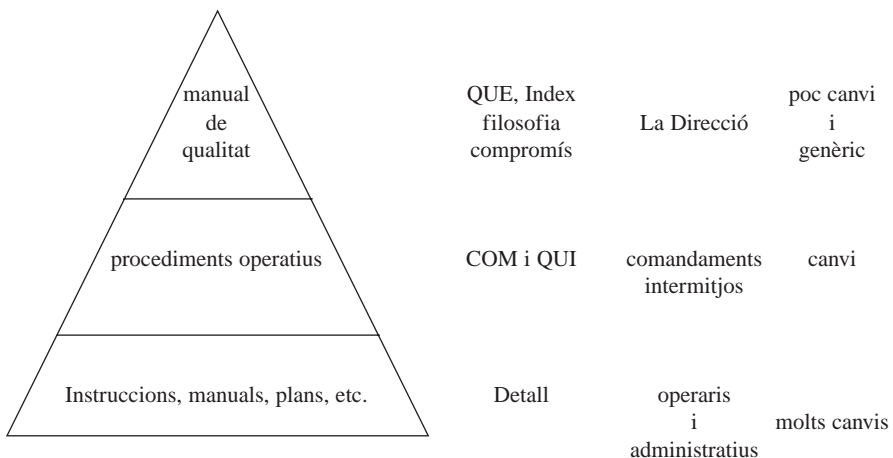 manual
de
qualitat
QUE, Index
filosofia
compromís
La Direcció
poc canvi
i
genèric
procediments operatius
COM i QUI
comandaments
intermitjos
canvi
Instruccions, manuals, plans, etc.
Detall
operaris
i
administratius
molts canvis